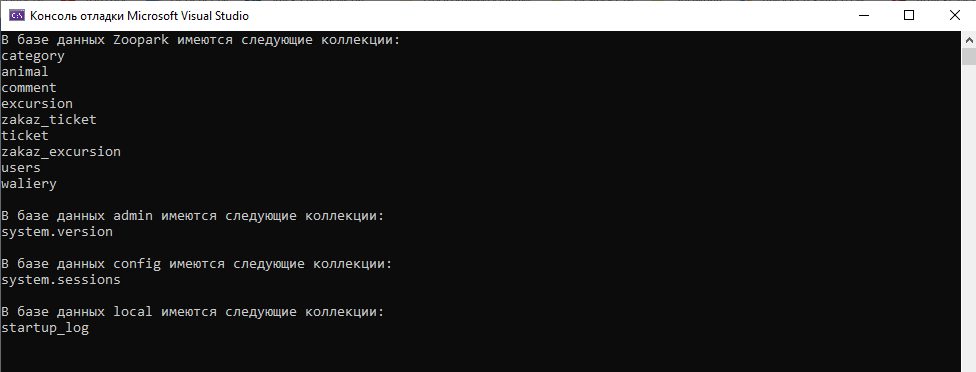 Консоль отладки Microsoft Visual Studio
В базе данных Zoopark имеются следующие коллекции:
category
animal
comment
excursion
zakaz_ticket
ticket
zakaz_excursion
users
waliery
В базе данных admin имеются следующие коллекции:
system.version
В базе данных config имеются следующие коллекции:
system.sessions
В базе данных local имеются следующие коллекции:
startup_log